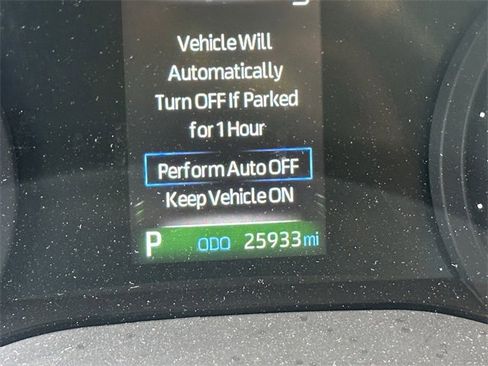 Vehicle Will
Automatically
Turn OFF If Parked
for 1 Hour
Perform Auto OFF
Keep Vehicle ON
P ODO 25933 mi